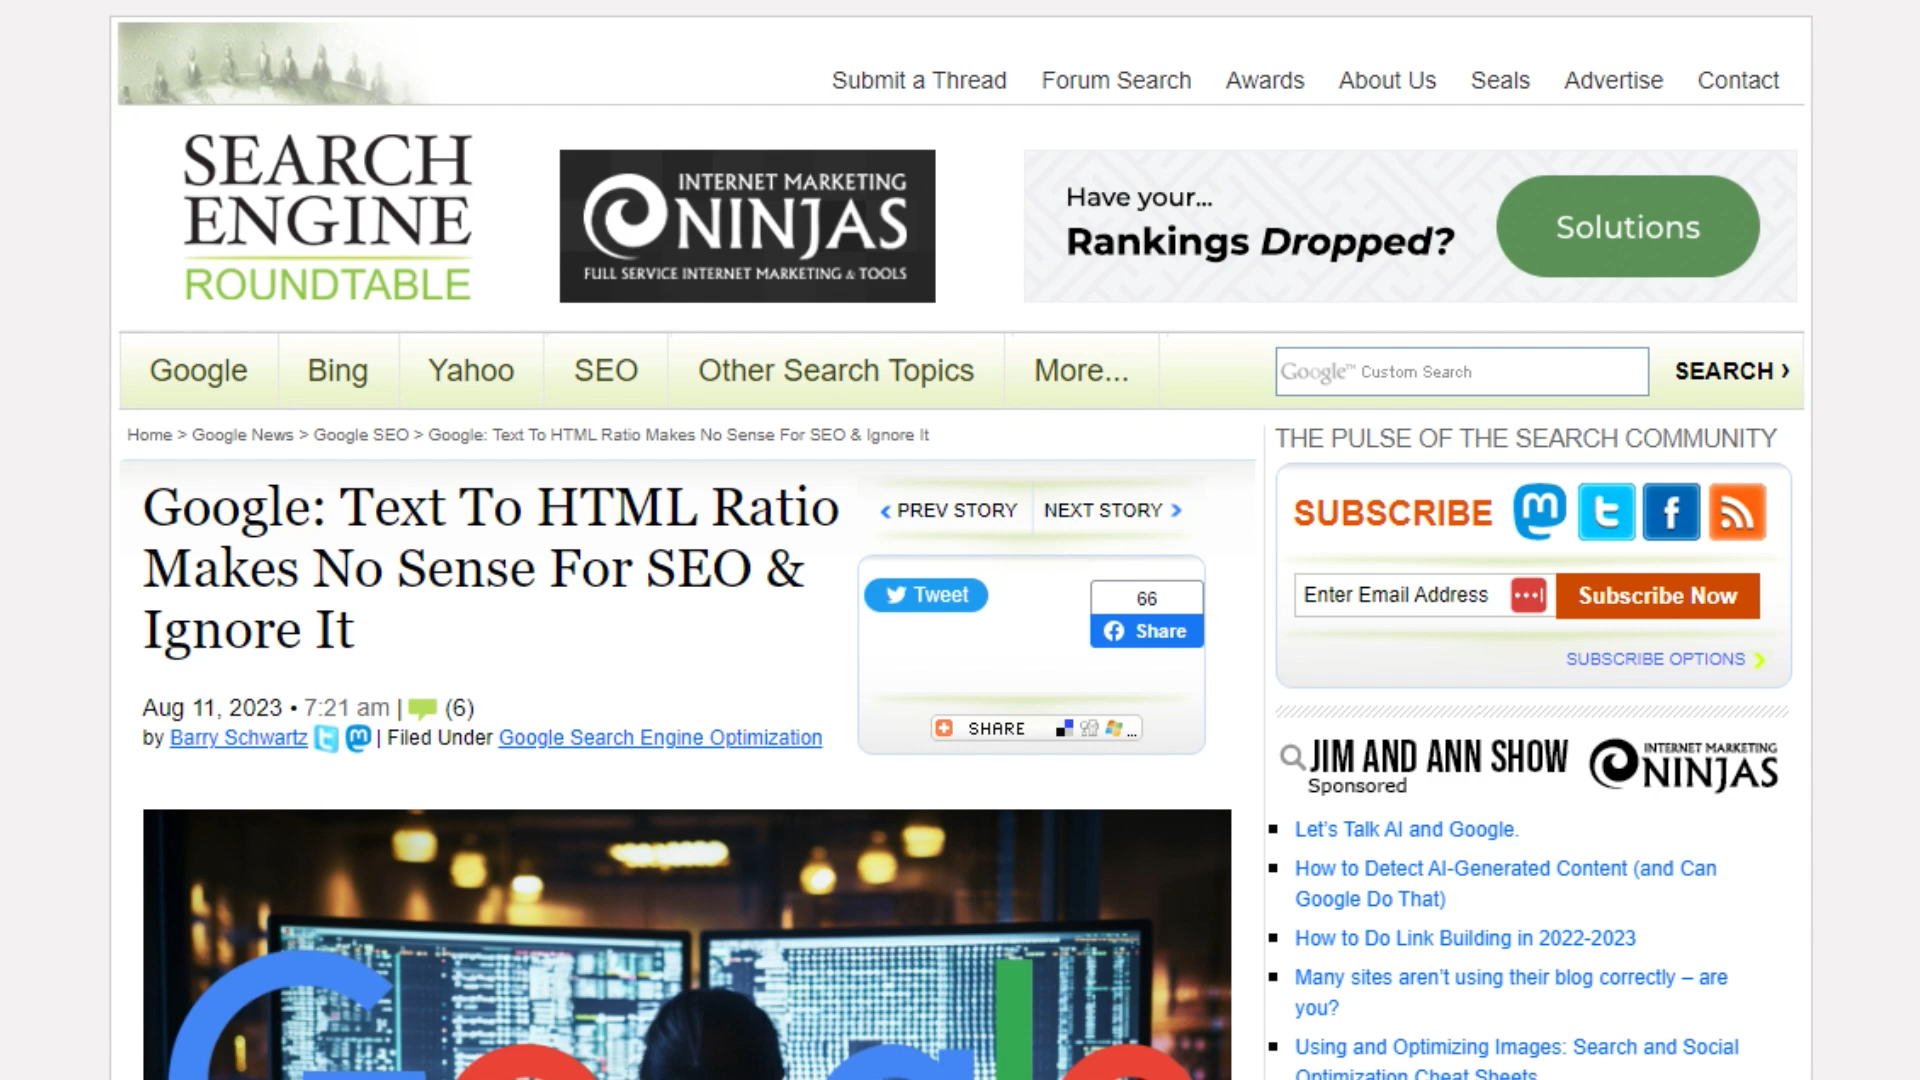 Submit a Thread Forum Search Awards About Us Seals Advertise Contact
SEARCH
ENGINE
ROUNDTABLE
INTERNET MARKETING
NINJAS
FULL SERVICE INTERNET MARKETING & TOOLS
Have your...
Rankings Dropped?
Solutions
Google Bing Yahoo SEO Other Search Topics More...
Google™ Custom Search
SEARCH ›
Home > Google News > Google SEO > Google: Text To HTML Ratio Makes No Sense For SEO & Ignore It
Google: Text To HTML Ratio
Makes No Sense For SEO &
Ignore It
‹ PREV STORY NEXT STORY ›
Tweet
66
Share
SHARE ...
Aug 11, 2023 • 7:21 am | (6)
by Barry Schwartz | Filed Under Google Search Engine Optimization
THE PULSE OF THE SEARCH COMMUNITY
SUBSCRIBE
Enter Email Address
Subscribe Now
SUBSCRIBE OPTIONS
JIM AND ANN SHOW
Sponsored
INTERNET MARKETING
NINJAS
Let's Talk AI and Google.
How to Detect AI-Generated Content (and Can
Google Do That)
How to Do Link Building in 2022-2023
Many sites aren't using their blog correctly – are
you?
Using and Optimizing Images: Search and Social
Optimization Cheat Sheets
Google